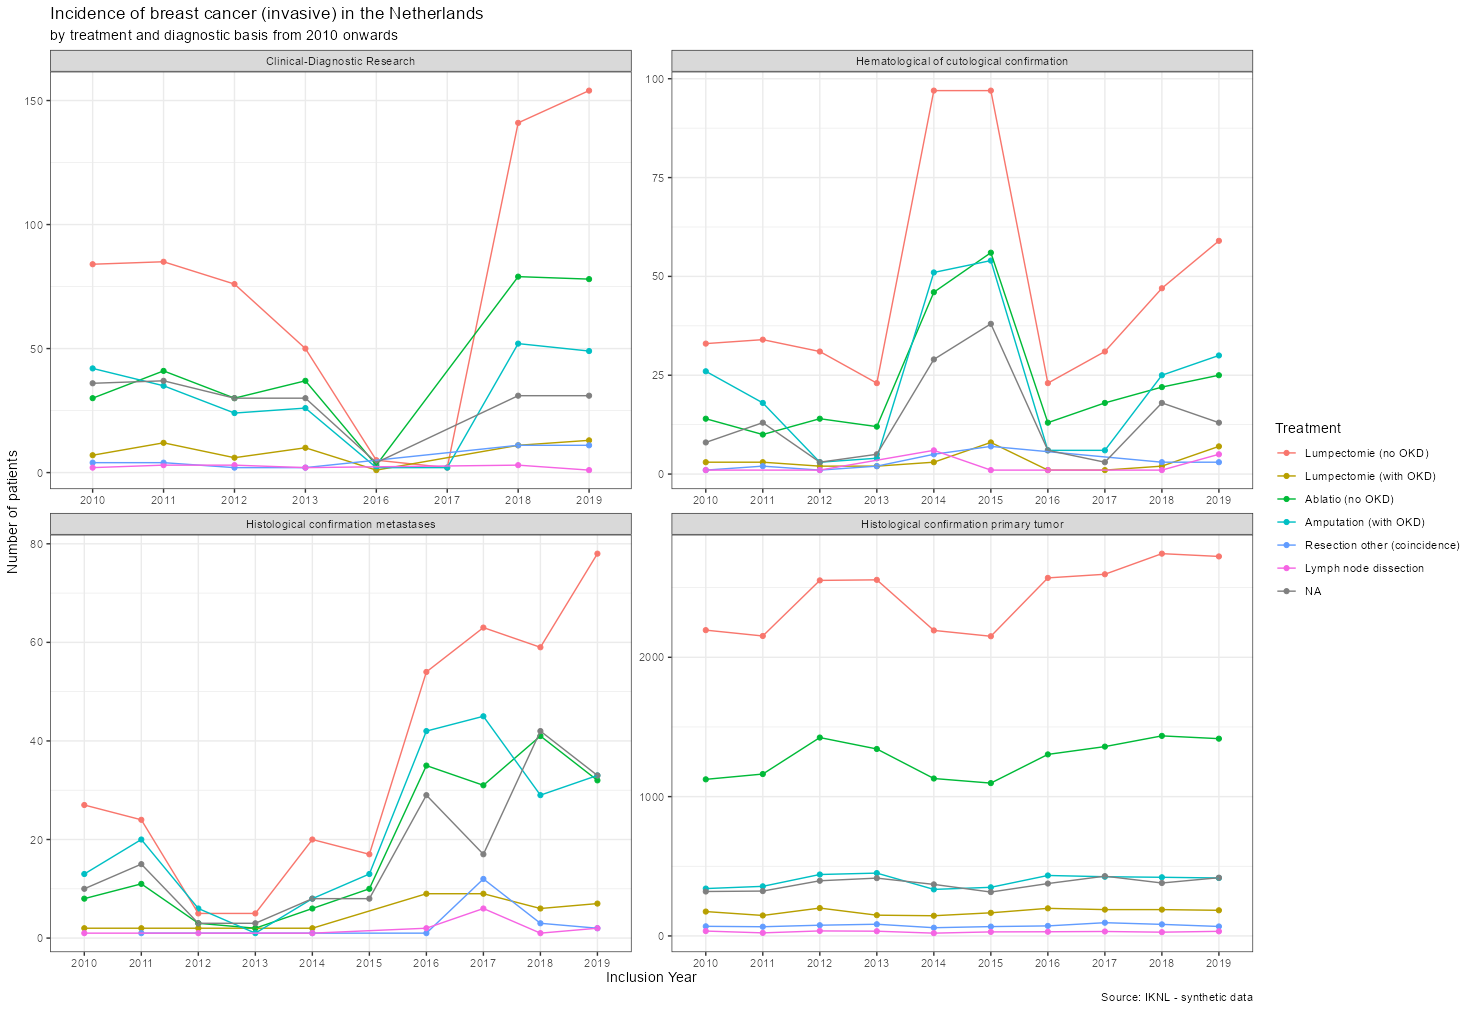 Incidence of breast cancer (invasive) in the Netherlands
by treatment and diagnostic basis from 2010 onwards
Clinical-Diagnostic Research
150
100
50
0
2010 2011 2012 2013 2016 2017 2018 2019
Hematological of cutological confirmation
100
75
50
25
0
2010 2011 2012 2013 2014 2015 2016 2017 2018 2019
Histological confirmation metastases
80
60
40
20
0
2010 2011 2012 2013 2014 2015 2016 2017 2018 2019
Histological confirmation primary tumor
2000
1000
0
2010 2011 2012 2013 2014 2015 2016 2017 2018 2019
Number of patients
Inclusion Year
Treatment
Lumpectomie (no OKD)
Lumpectomie (with OKD)
Ablatio (no OKD)
Amputation (with OKD)
Resection other (coincidence)
Lymph node dissection
NA
Source: IKNL - synthetic data